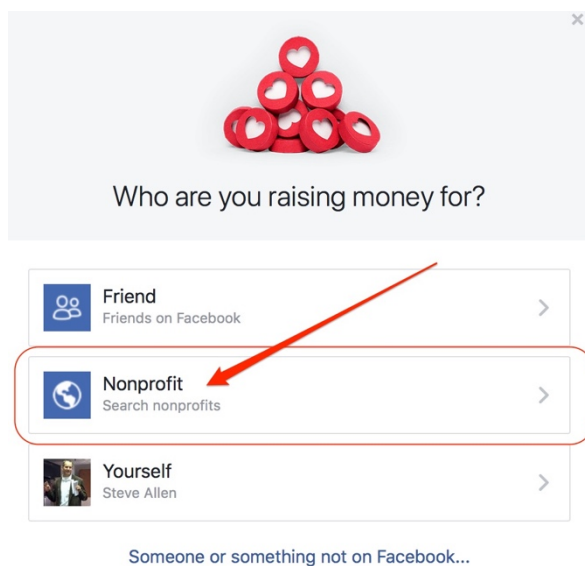 Who are you raising money for?
Friend
Friends on Facebook
Nonprofit
Search nonprofits
Yourself
Steve Allen
Someone or something not on Facebook...